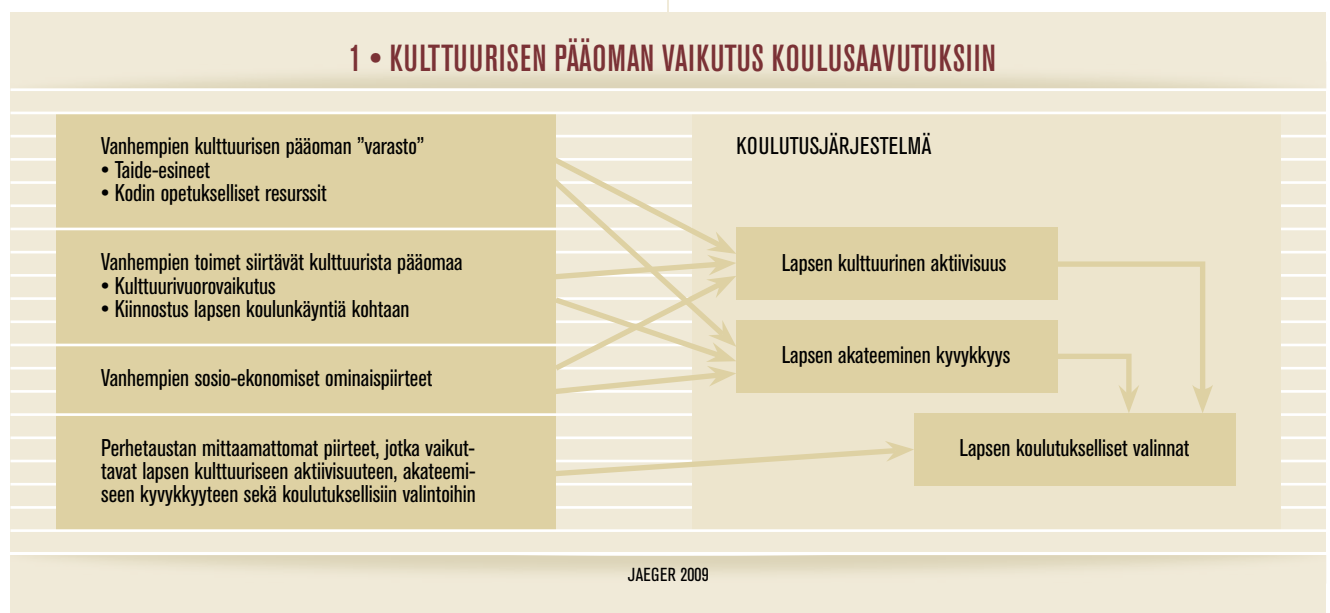 1 • KULTTUURISEN PÄÄOMAN VAIKUTUS KOULUSAAVUTUKSIIN
Vanhempien kulttuurisen pääoman ”varasto”
• Taide-esineet
• Kodin opetukselliset resurssit
Vanhempien toimet siirtävät kulttuurista pääomaa
• Kulttuurivuorovaikutus
• Kiinnostus lapsen koulunkäyntiä kohtaan
Vanhempien sosio-ekonomiset ominaispiirteet
Perhetaustan mittaamattomat piirteet, jotka vaikut-
tavat lapsen kulttuuriseen aktiivisuuteen, akateemi-
seen kyvykkyyteen sekä koulutuksellisiin valintoihin
KOULUTUSJÄRJESTELMÄ
Lapsen kulttuurinen aktiivisuus
Lapsen akateeminen kyvykkyys
Lapsen koulutukselliset valinnat
JAEGER 2009